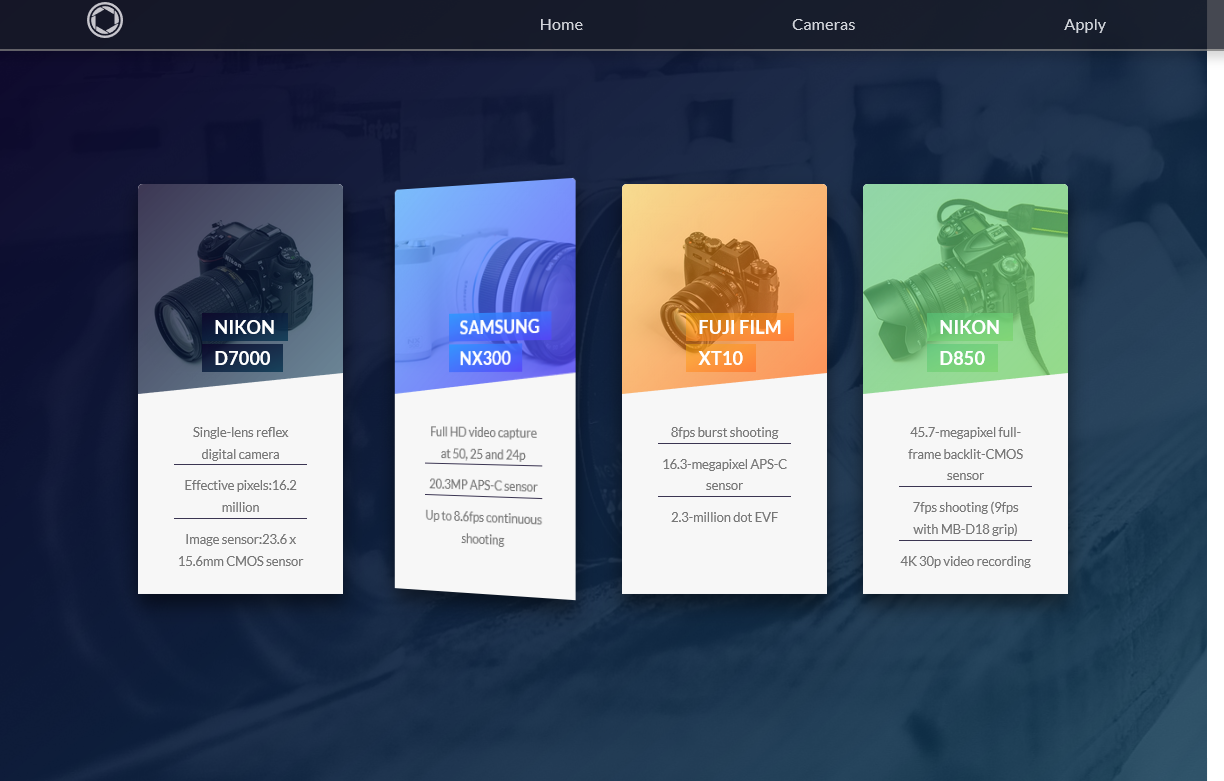 Home
Cameras
Apply
NIKON
D7000
Single-lens reflex
digital camera
Effective pixels:16.2
million
Image sensor:23.6 x
15.6mm CMOS sensor
SAMSUNG
NX300
Full HD video capture
at 50, 25 and 24p
20.3MP APS-C sensor
Up to 8.6fps continuous
shooting
FUJI FILM
XT10
8fps burst shooting
16.3-megapixel APS-C
sensor
2.3-million dot EVF
NIKON
D850
45.7-megapixel full-
frame backlit-CMOS
sensor
7fps shooting (9fps
with MB-D18 grip)
4K 30p video recording